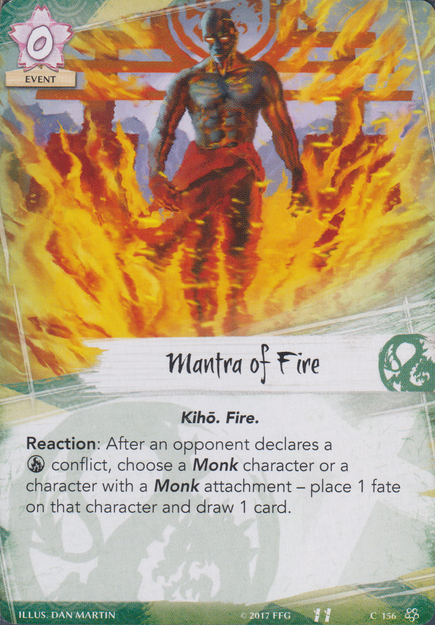 0
EVENT
Mantra of Fire
Kihō. Fire.
Reaction: After an opponent declares a
conflict, choose a Monk character or a
character with a Monk attachment – place 1 fate
on that character and draw 1 card.
ILLUS. DAN MARTIN © 2017 FFG 11 C 156